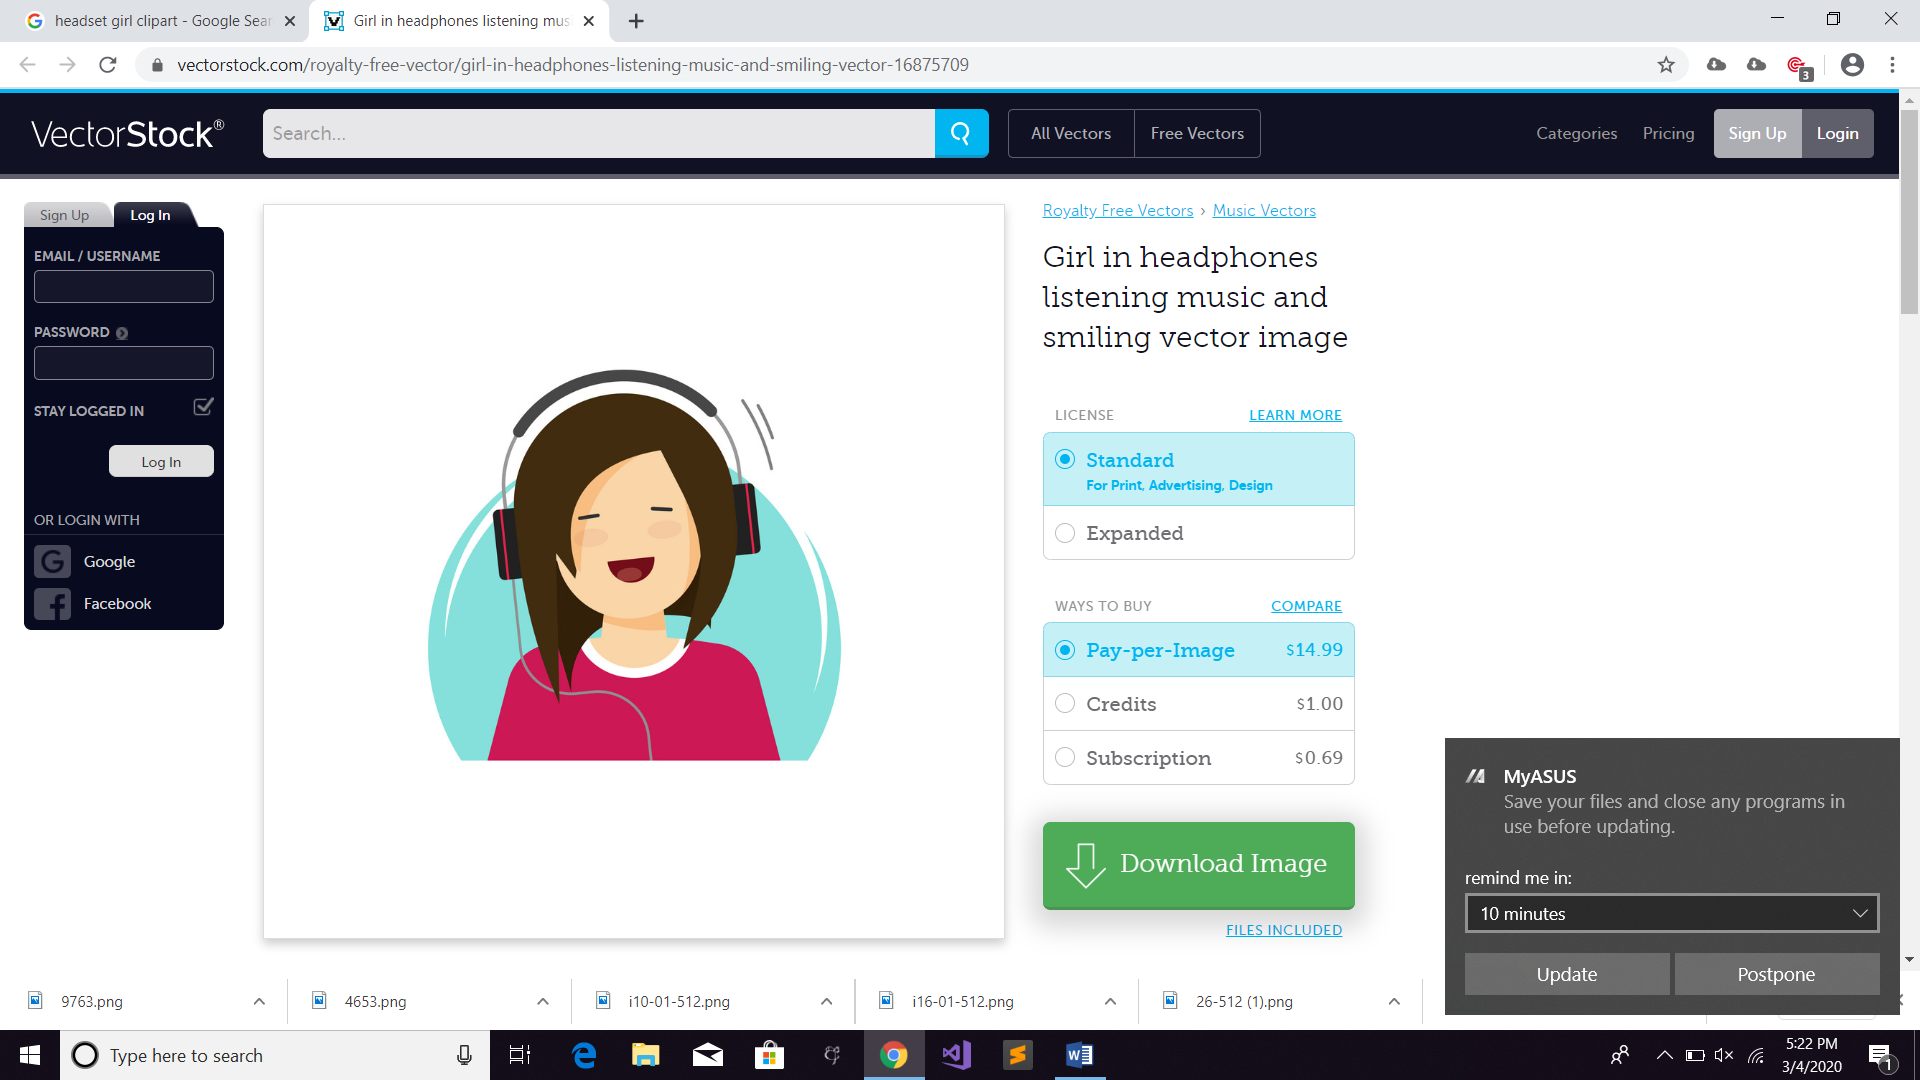 headset girl clipart - Google Sear
Girl in headphones listening mus
vectorstock.com/royalty-free-vector/girl-in-headphones-listening-music-and-smiling-vector-16875709
3
VectorStock®
Search...
All Vectors
Free Vectors
Categories
Pricing
Sign Up
Login
Sign Up
Log In
EMAIL / USERNAME
PASSWORD
STAY LOGGED IN
Log In
OR LOGIN WITH
Google
Facebook
Royalty Free Vectors › Music Vectors
Girl in headphones
listening music and
smiling vector image
LICENSE
LEARN MORE
Standard
For Print, Advertising, Design
Expanded
WAYS TO BUY
COMPARE
Pay-per-Image $14.99
Credits $1.00
Subscription $0.69
Download Image
FILES INCLUDED
MyASUS
Save your files and close any programs in
use before updating.
remind me in:
10 minutes
Update
Postpone
9763.png
4653.png
i10-01-512.png
i16-01-512.png
26-512 (1).png
Type here to search
5:22 PM
3/4/2020
1